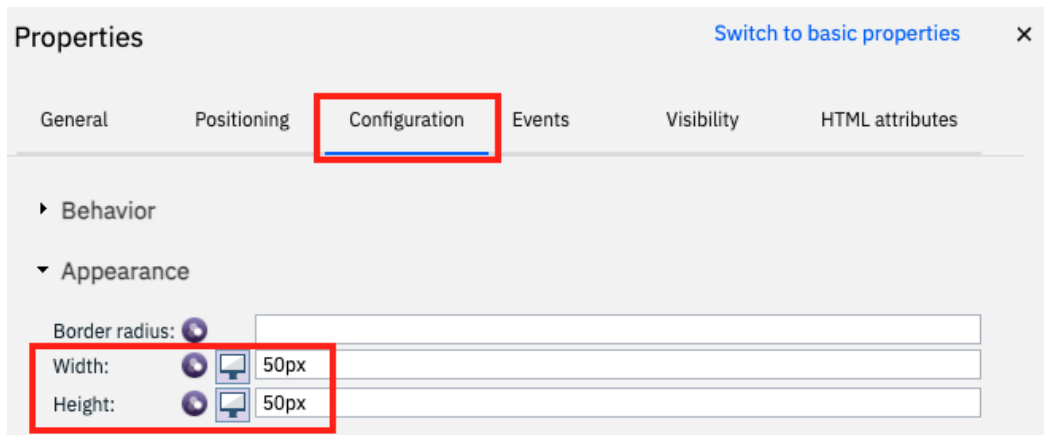 Properties Switch to basic properties ×
General Positioning Configuration Events Visibility HTML attributes
Behavior
Appearance
Border radius:
Width: 50px
Height: 50px